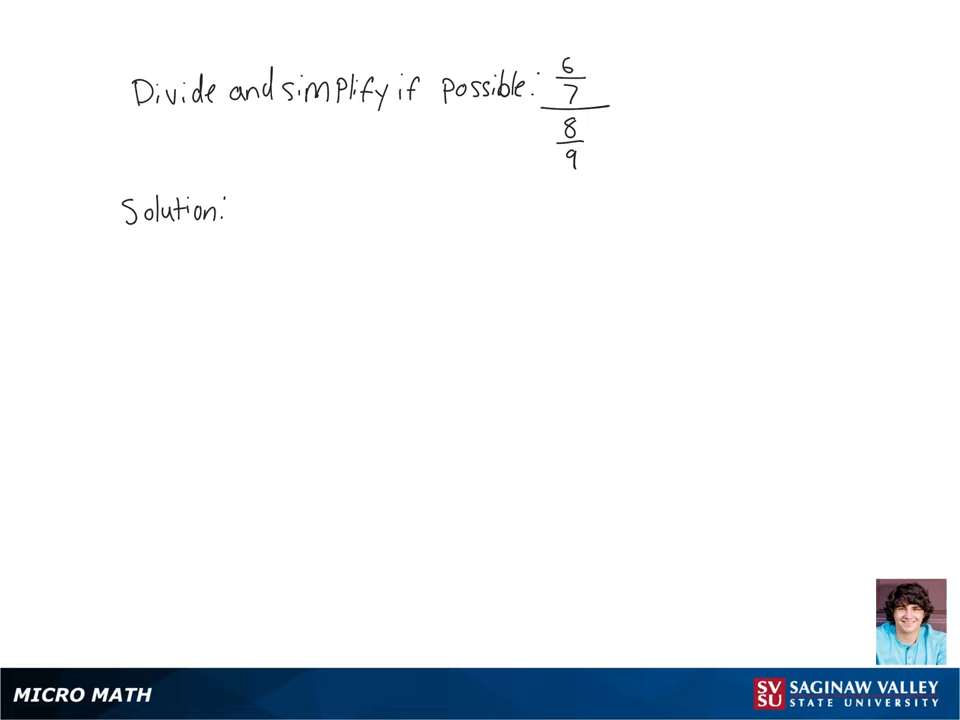 Divide and simplify if possible: 6/7 / 8/9
Solution:
MICRO MATH
SV SU SAGINAW VALLEY
STATE UNIVERSITY